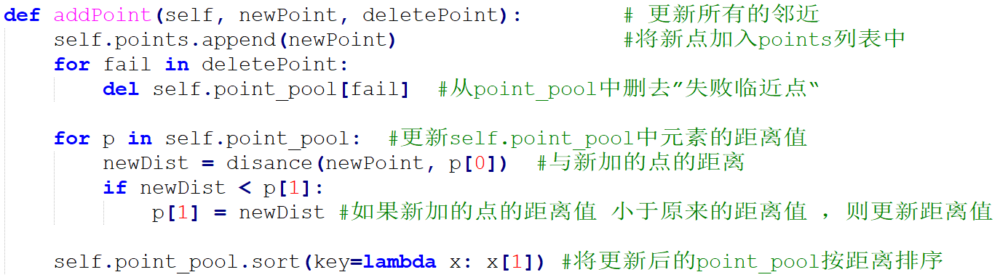 def addPoint(self, newPoint, deletePoint): # 更新所有的邻近
self.points.append(newPoint) #将新点加入points列表中
for fail in deletePoint:
del self.point_pool[fail] #从point_pool中删去”失败临近点“
for p in self.point_pool: #更新self.point_pool中元素的距离值
newDist = disance(newPoint, p[0]) #与新加的点的距离
if newDist < p[1]:
p[1] = newDist #如果新加的点的距离值 小于原来的距离值 ，则更新距离值
self.point_pool.sort(key=lambda x: x[1]) #将更新后的point_pool按距离排序